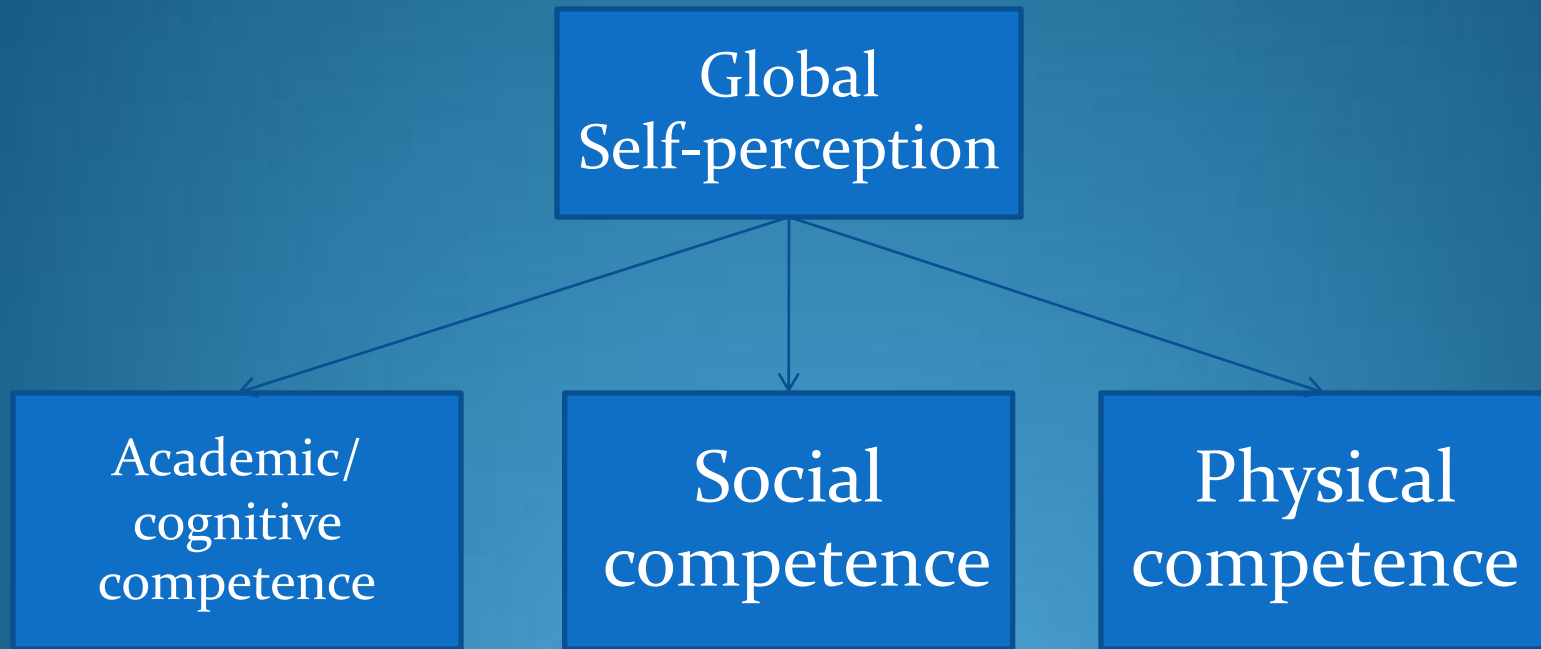 Global
Self-perception
Academic/
cognitive
competence
Social
competence
Physical
competence